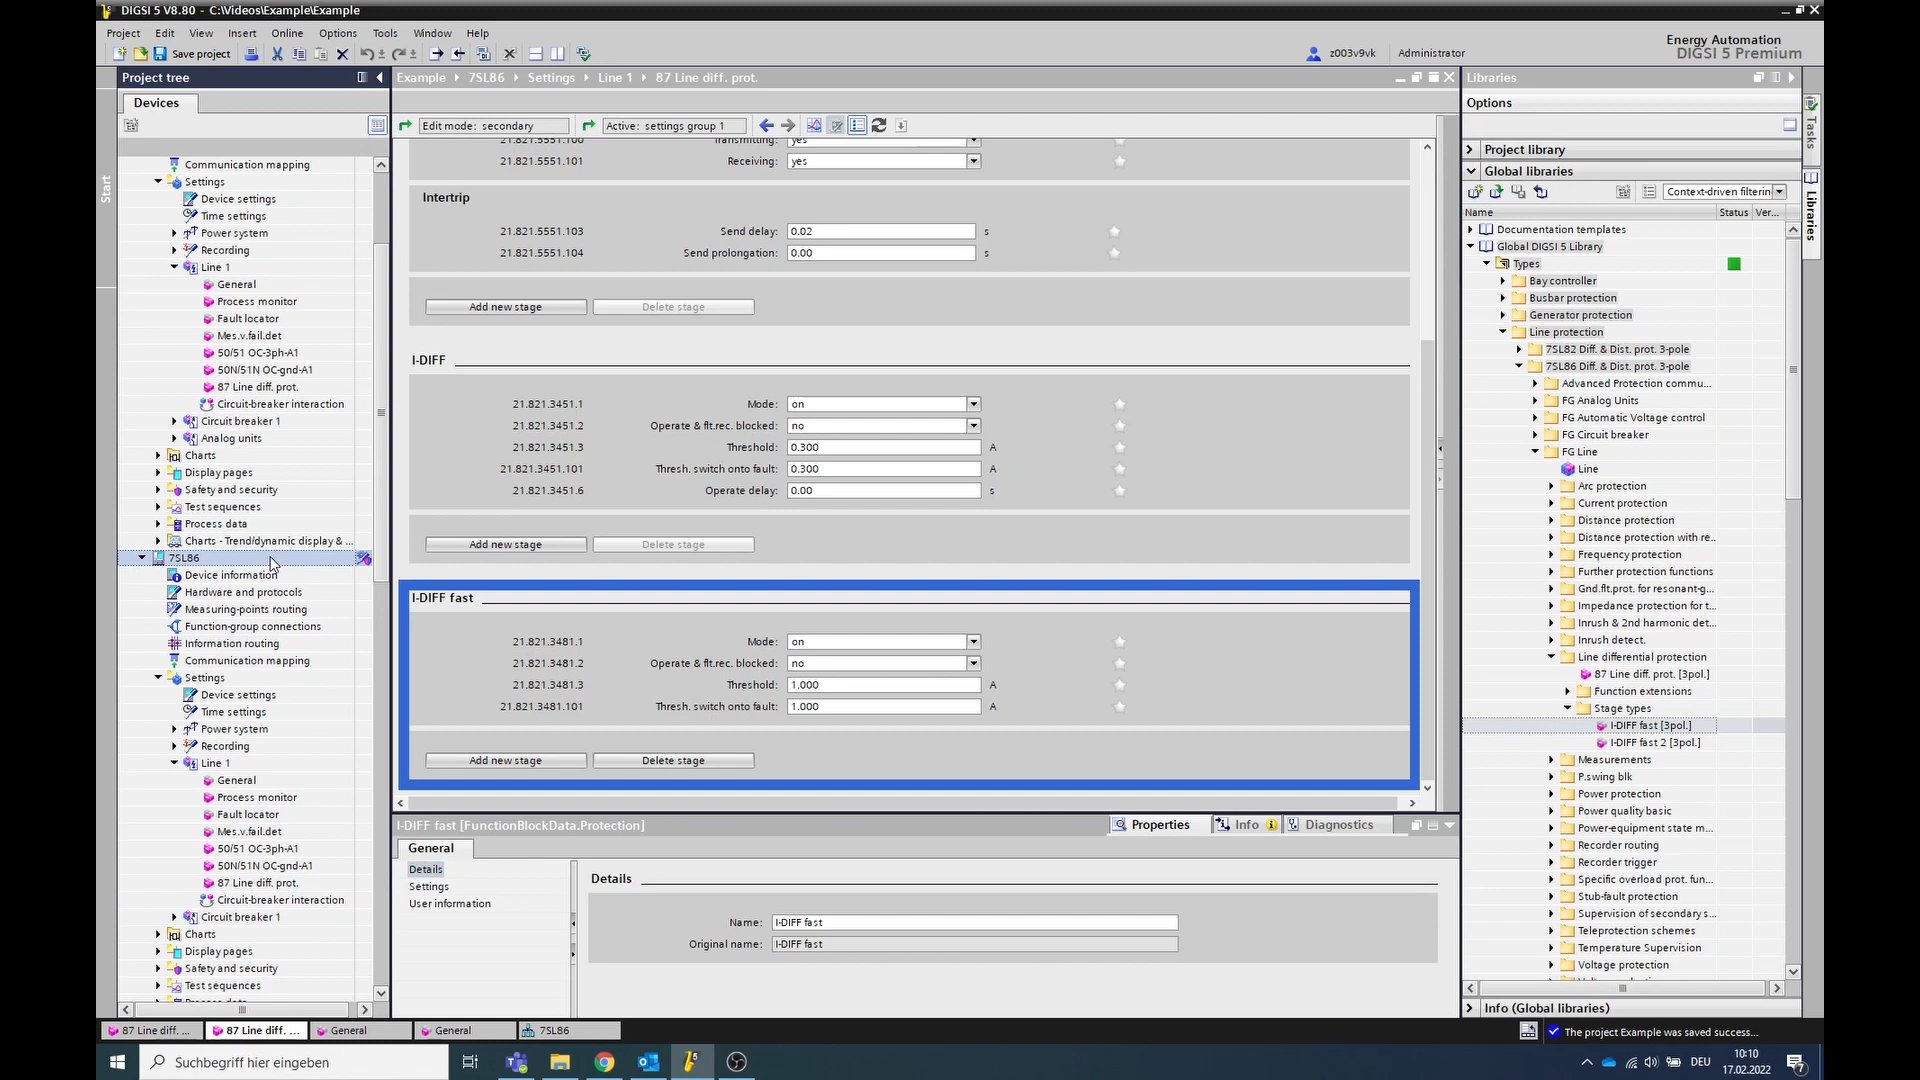 DIGSI 5 V8.80 - C:\Videos\Example\Example
Project Edit View Insert Online Options Tools Window Help
Energy Automation
DIGSI 5 Premium
Save project
z003v9vk Administrator
Project tree
Devices
Start
Communication mapping
Settings
Device settings
Time settings
Power system
Recording
Line 1
General
Process monitor
Fault locator
Mes.v.fail.det
50/51 OC-3ph-A1
50N/51N OC-gnd-A1
87 Line diff. prot.
Circuit-breaker interaction
Circuit breaker 1
Analog units
Charts
Display pages
Safety and security
Test sequences
Process data
Charts - Trend/dynamic display & ...
7SL86
Device information
Hardware and protocols
Measuring-points routing
Function-group connections
Information routing
Communication mapping
Settings
Device settings
Time settings
Power system
Recording
Line 1
General
Process monitor
Fault locator
Mes.v.fail.det
50/51 OC-3ph-A1
50N/51N OC-gnd-A1
87 Line diff. prot.
Circuit-breaker interaction
Circuit breaker 1
Charts
Display pages
Safety and security
Test sequences
Process data
Example 7SL86 Settings Line 1 87 Line diff. prot.
Edit mode: secondary Active: settings group 1
21.821.5551.100 Transmitting: yes
21.821.5551.101 Receiving: yes
Intertrip
21.821.5551.103 Send delay: 0.02 s
21.821.5551.104 Send prolongation: 0.00 s
Add new stage Delete stage
I-DIFF
21.821.3451.1 Mode: on
21.821.3451.2 Operate & flt.rec. blocked: no
21.821.3451.3 Threshold: 0.300 A
21.821.3451.101 Thresh. switch onto fault: 0.300 A
21.821.3451.6 Operate delay: 0.00 s
Add new stage Delete stage
I-DIFF fast
21.821.3481.1 Mode: on
21.821.3481.2 Operate & flt.rec. blocked: no
21.821.3481.3 Threshold: 1.000 A
21.821.3481.101 Thresh. switch onto fault: 1.000 A
Add new stage Delete stage
I-DIFF fast [FunctionBlockData.Protection] Properties Info Diagnostics
General
Details
Settings
User information
Details
Name: I-DIFF fast
Original name: I-DIFF fast
Libraries
Options
Project library
Global libraries
Context-driven filterin
Name Status Ver...
Documentation templates
Global DIGSI 5 Library
Types
Bay controller
Busbar protection
Generator protection
Line protection
7SL82 Diff. & Dist. prot. 3-pole
7SL86 Diff. & Dist. prot. 3-pole
Advanced Protection commu...
FG Analog Units
FG Automatic Voltage control
FG Circuit breaker
FG Line
Line
Arc protection
Current protection
Distance protection
Distance protection with re..
Frequency protection
Further protection functions
Gnd.flt.prot. for resonant-g...
Impedance protection for t...
Inrush & 2nd harmonic det...
Inrush detect.
Line differential protection
87 Line diff. prot. [3pol.]
Function extensions
Stage types
I-DIFF fast [3pol.]
I-DIFF fast 2 [3pol.]
Measurements
P.swing blk
Power protection
Power quality basic
Power-equipment state m...
Recorder routing
Recorder trigger
Specific overload prot. fun...
Stub-fault protection
Supervision of secondary s...
Teleprotection schemes
Temperature Supervision
Voltage protection
Info (Global libraries)
Tasks
Libraries
87 Line diff. ... 87 Line diff. ... General General 7SL86
The project Example was saved success...
Suchbegriff hier eingeben
DEU
10:10
17.02.2022
7